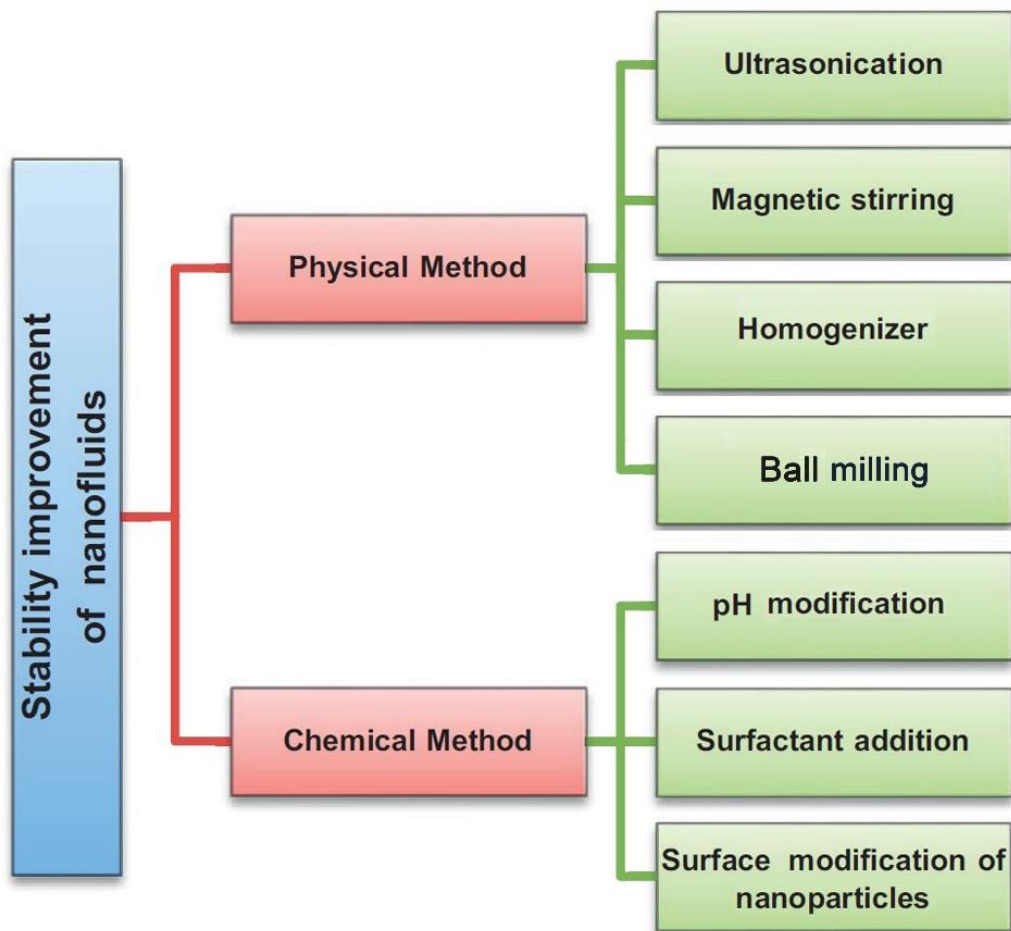 Stability improvement
of nanofluids
Physical Method
Ultrasonication
Magnetic stirring
Homogenizer
Ball milling
Chemical Method
pH modification
Surfactant addition
Surface modification of
nanoparticles